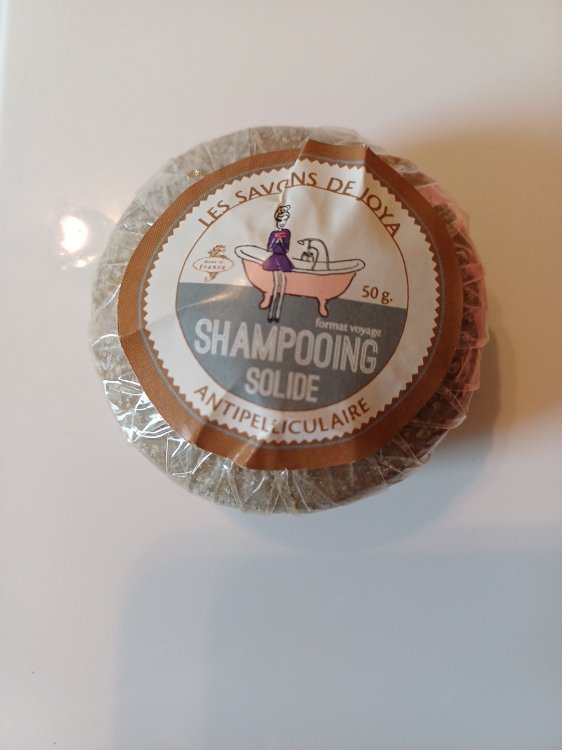 LES SAVONS DE JOYA
Made in
France
50 g.
format voyage
SHAMPOOING
SOLIDE
ANTIPELLICULAIRE